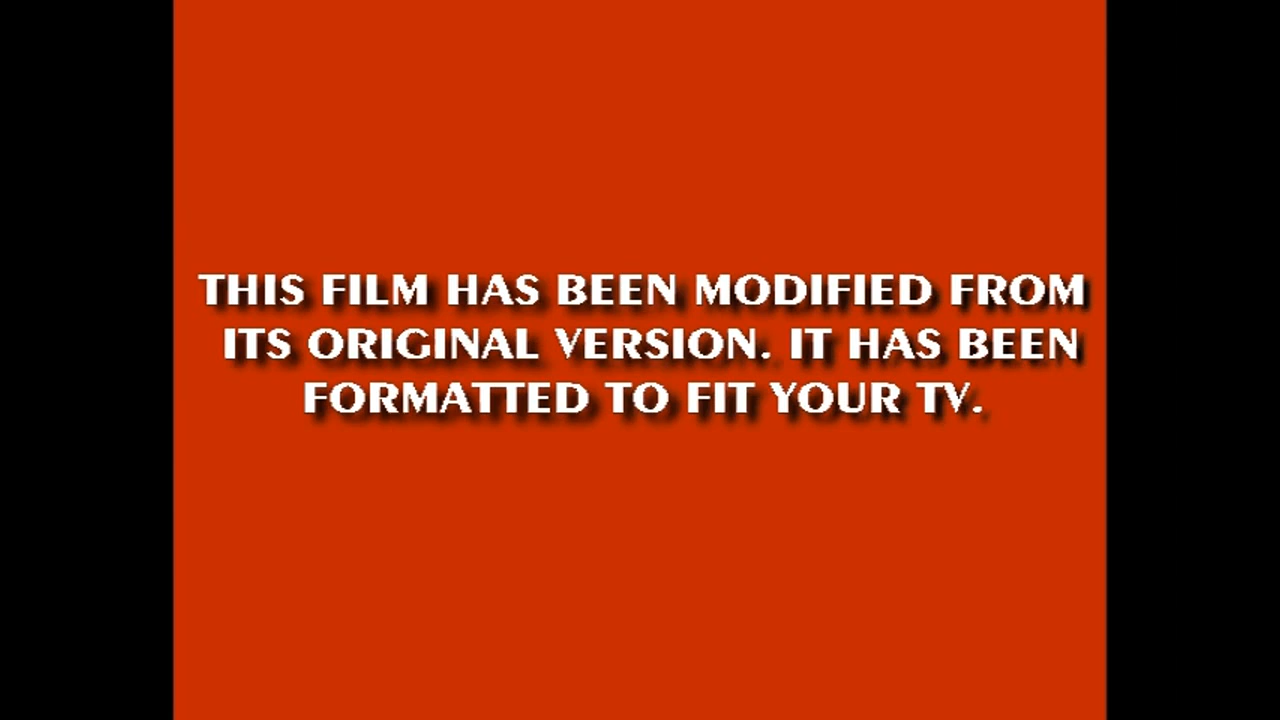 THIS FILM HAS BEEN MODIFIED FROM
ITS ORIGINAL VERSION. IT HAS BEEN
FORMATTED TO FIT YOUR TV.